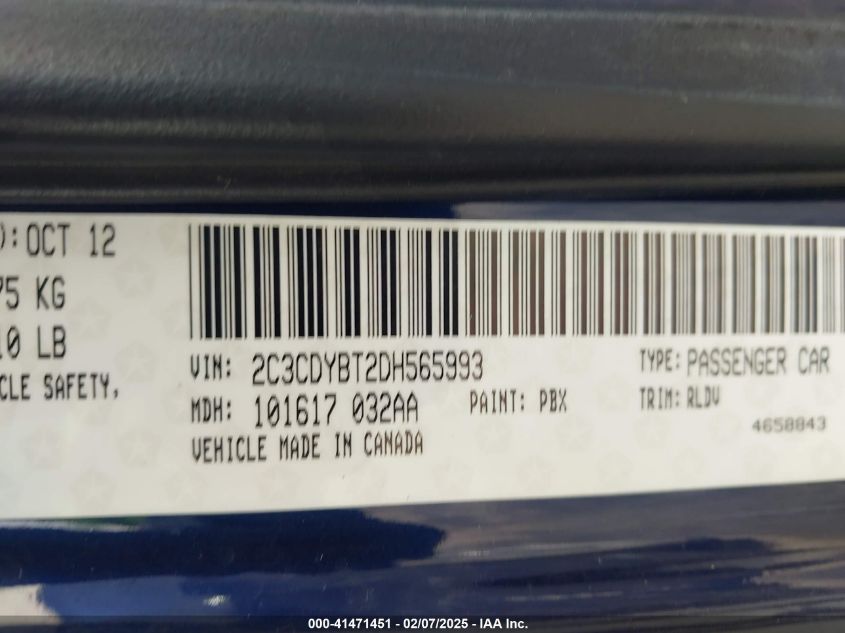 ):OCT 12
75 KG
10 LB
CLE SAFETY,
VIN: 2C3CDYBT2DH565993
TYPE: PASSENGER CAR
MDH: 101617 032AA
PAINT: PBX
TRIM: RLDV
4658843
VEHICLE MADE IN CANADA
000-41471451 - 02/07/2025 - IAA Inc.